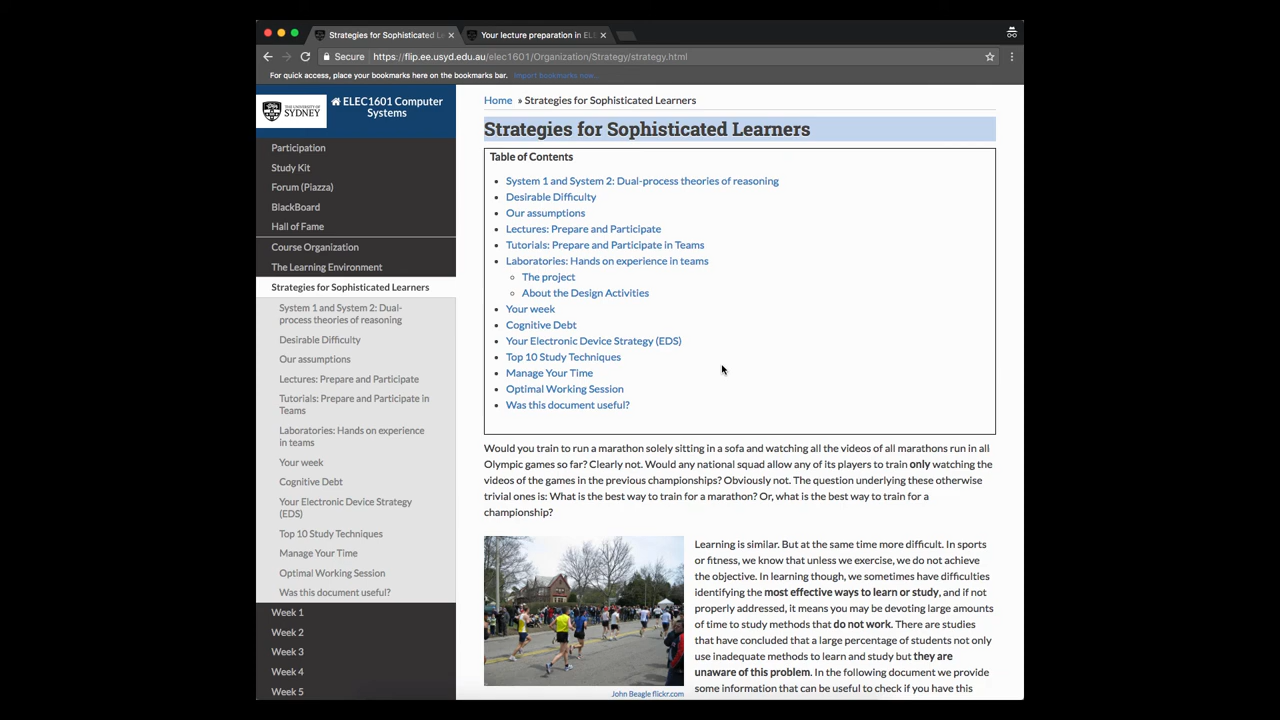 Strategies for Sophisticated L
Your lecture preparation in EL
Secure https://flip.ee.usyd.edu.au/elec1601/Organization/Strategy/strategy.html
For quick access, place your bookmarks here on the bookmarks bar. Import bookmarks now...
THE UNIVERSITY OF
SYDNEY
ELEC1601 Computer
Systems
Participation
Study Kit
Forum (Piazza)
BlackBoard
Hall of Fame
Course Organization
The Learning Environment
Strategies for Sophisticated Learners
System 1 and System 2: Dual-
process theories of reasoning
Desirable Difficulty
Our assumptions
Lectures: Prepare and Participate
Tutorials: Prepare and Participate in
Teams
Laboratories: Hands on experience
in teams
Your week
Cognitive Debt
Your Electronic Device Strategy
(EDS)
Top 10 Study Techniques
Manage Your Time
Optimal Working Session
Was this document useful?
Week 1
Week 2
Week 3
Week 4
Week 5
Home » Strategies for Sophisticated Learners
Strategies for Sophisticated Learners
Table of Contents
System 1 and System 2: Dual-process theories of reasoning
Desirable Difficulty
Our assumptions
Lectures: Prepare and Participate
Tutorials: Prepare and Participate in Teams
Laboratories: Hands on experience in teams
The project
About the Design Activities
Your week
Cognitive Debt
Your Electronic Device Strategy (EDS)
Top 10 Study Techniques
Manage Your Time
Optimal Working Session
Was this document useful?
Would you train to run a marathon solely sitting in a sofa and watching all the videos of all marathons run in all
Olympic games so far? Clearly not. Would any national squad allow any of its players to train only watching the
videos of the games in the previous championships? Obviously not. The question underlying these otherwise
trivial ones is: What is the best way to train for a marathon? Or, what is the best way to train for a
championship?
Learning is similar. But at the same time more difficult. In sports
or fitness, we know that unless we exercise, we do not achieve
the objective. In learning though, we sometimes have difficulties
identifying the most effective ways to learn or study, and if not
properly addressed, it means you may be devoting large amounts
of time to study methods that do not work. There are studies
that have concluded that a large percentage of students not only
use inadequate methods to learn and study but they are
unaware of this problem. In the following document we provide
some information that can be useful to check if you have this
John Beagle flickr.com